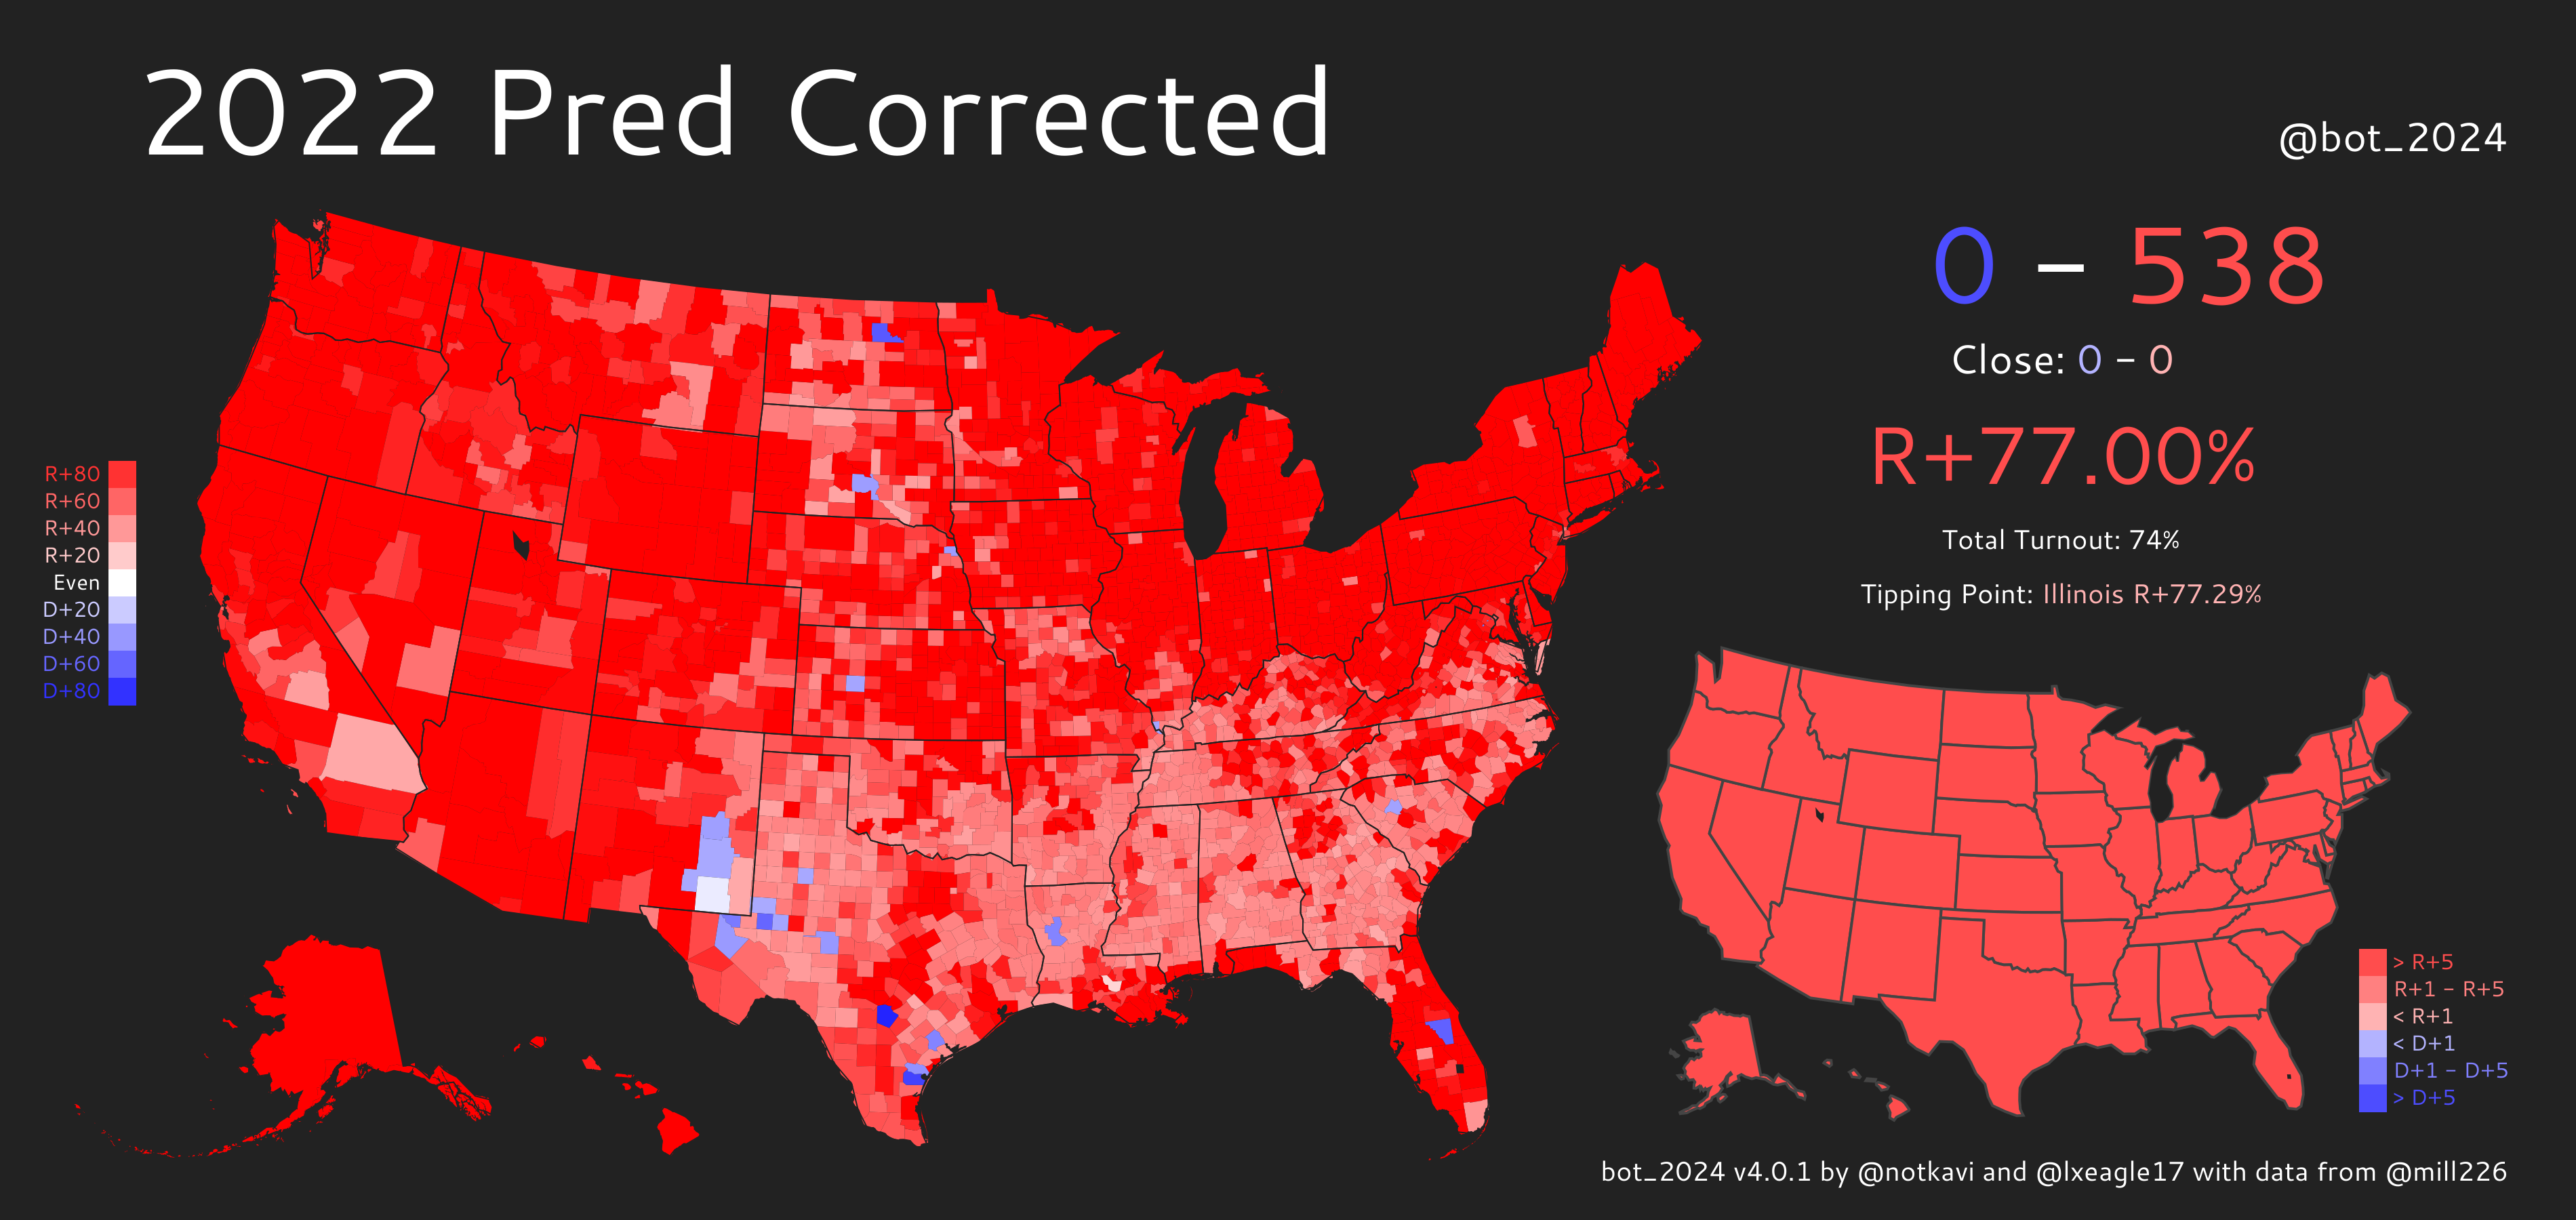 2022 Pred Corrected
@bot_2024
0 – 538
Close: 0 – 0
R+77.00%
Total Turnout: 74%
Tipping Point: Illinois R+77.29%
R+80
R+60
R+40
R+20
Even
D+20
D+40
D+60
D+80
> R+5
R+1 – R+5
< R+1
< D+1
D+1 – D+5
> D+5
bot_2024 v4.0.1 by @notkavi and @lxeagle17 with data from @mill226